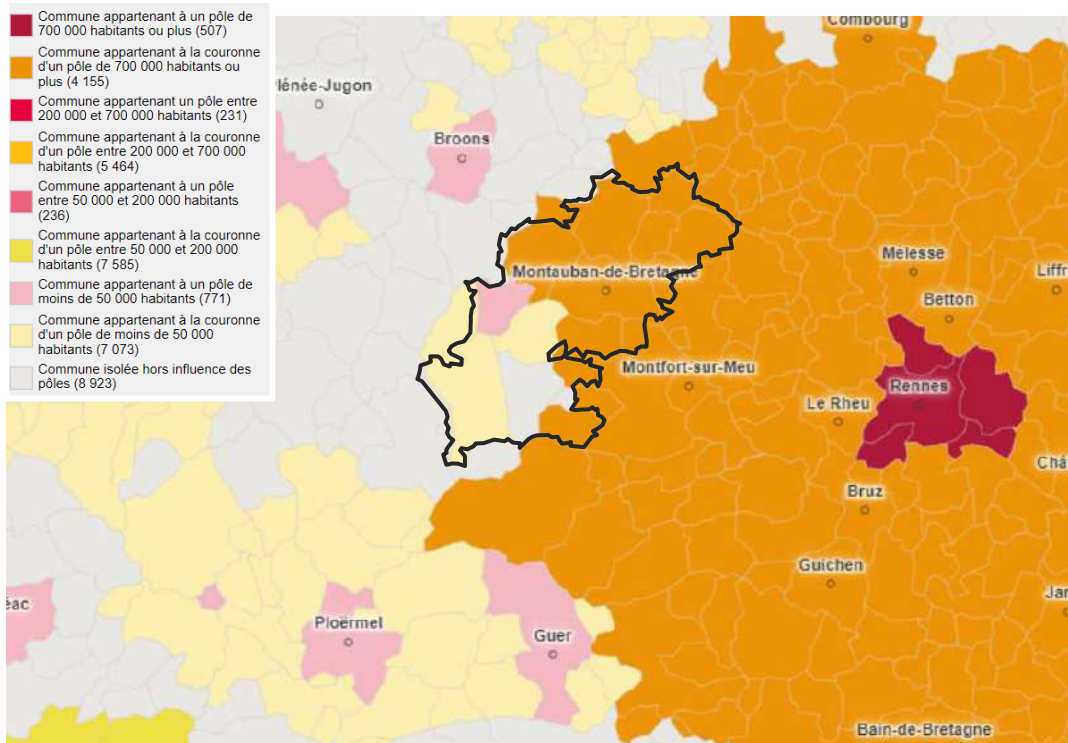 Commune appartenant à un pôle de
700 000 habitants ou plus (507)
Commune appartenant à la couronne
d'un pôle de 700 000 habitants ou
plus (4 155)
Commune appartenant un pôle entre
200 000 et 700 000 habitants (231)
Commune appartenant à la couronne
d'un pôle entre 200 000 et 700 000
habitants (5 464)
Commune appartenant à un pôle
entre 50 000 et 200 000 habitants
(236)
Commune appartenant à la couronne
d'un pôle entre 50 000 et 200 000
habitants (7 585)
Commune appartenant à un pôle de
moins de 50 000 habitants (771)
Commune appartenant à la couronne
d'un pôle de moins de 50 000
habitants (7 073)
Commune isolée hors influence des
pôles (8 923)
Combourg
lénée-Jugon
Broons
Melesse
Liffr
Montauban-de-Bretagne
Betton
Montfort-sur-Meu
Rennes
Le Rheu
Châ
Bruz
Guichen
Jan
éac
Ploërmel
Guer
Bain-de-Bretagne